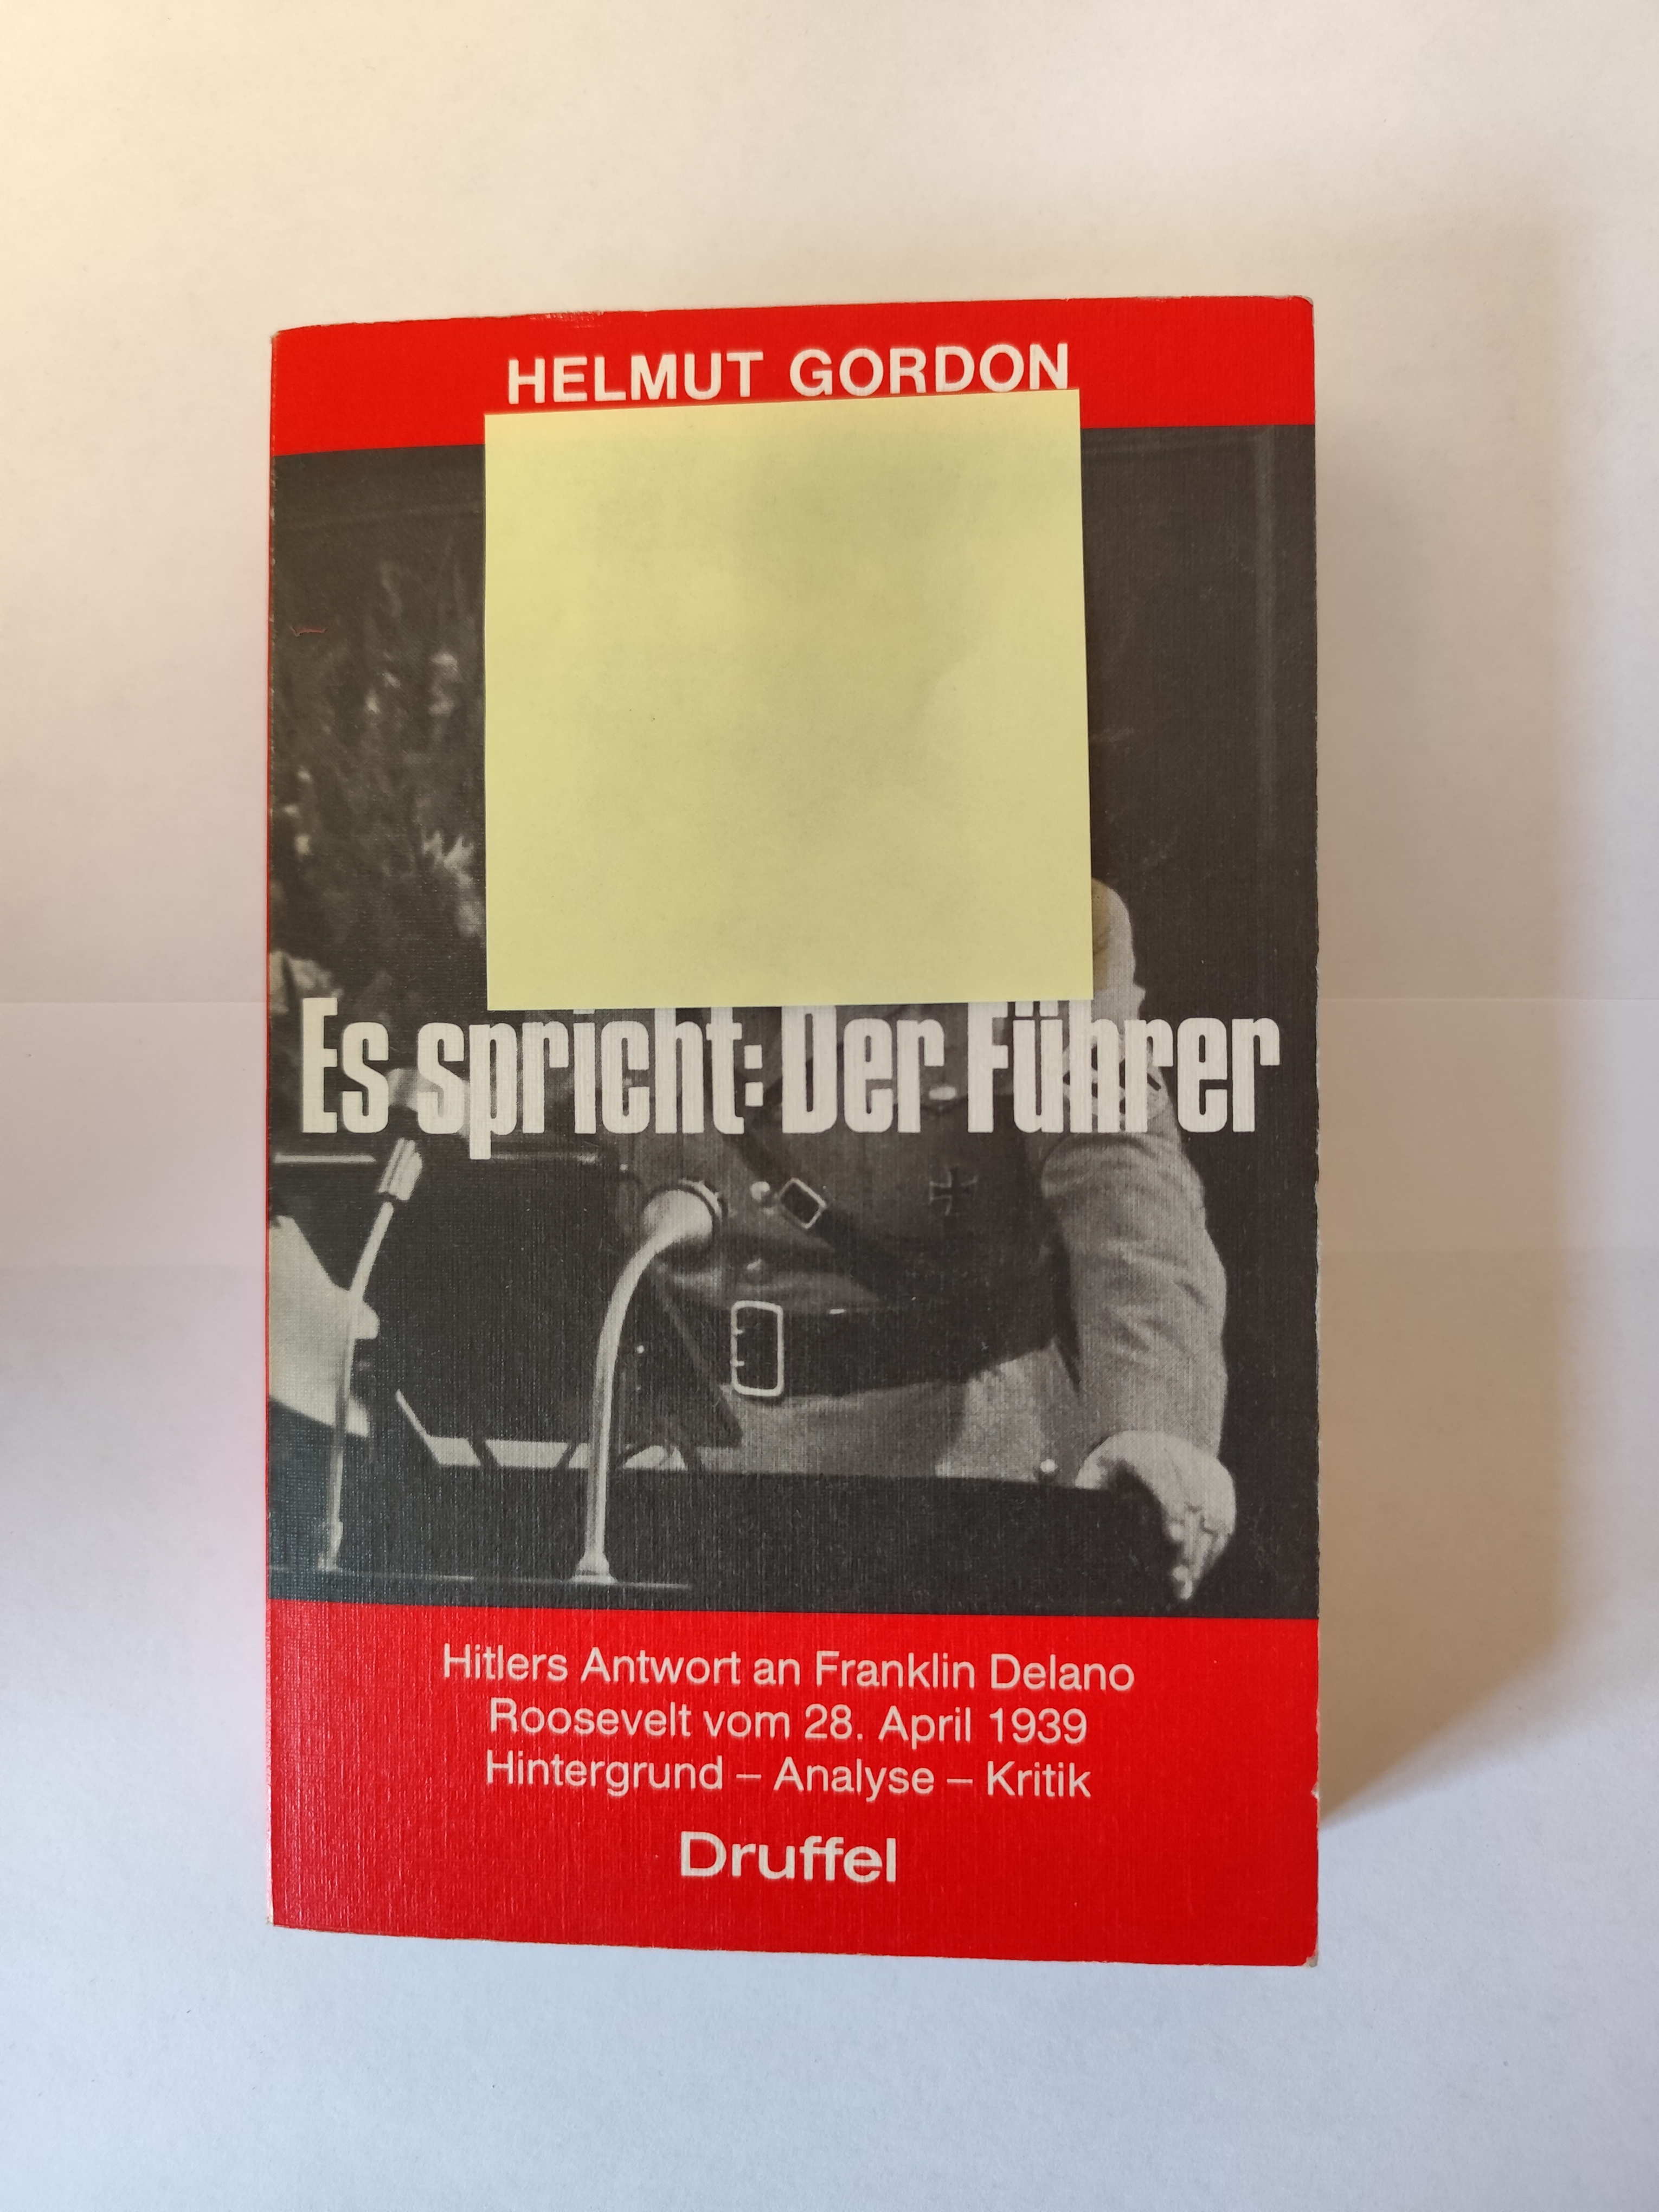 HELMUT GORDON
Es spricht: Der Führer
Hitlers Antwort an Franklin Delano
Roosevelt vom 28. April 1939
Hintergrund – Analyse – Kritik
Druffel